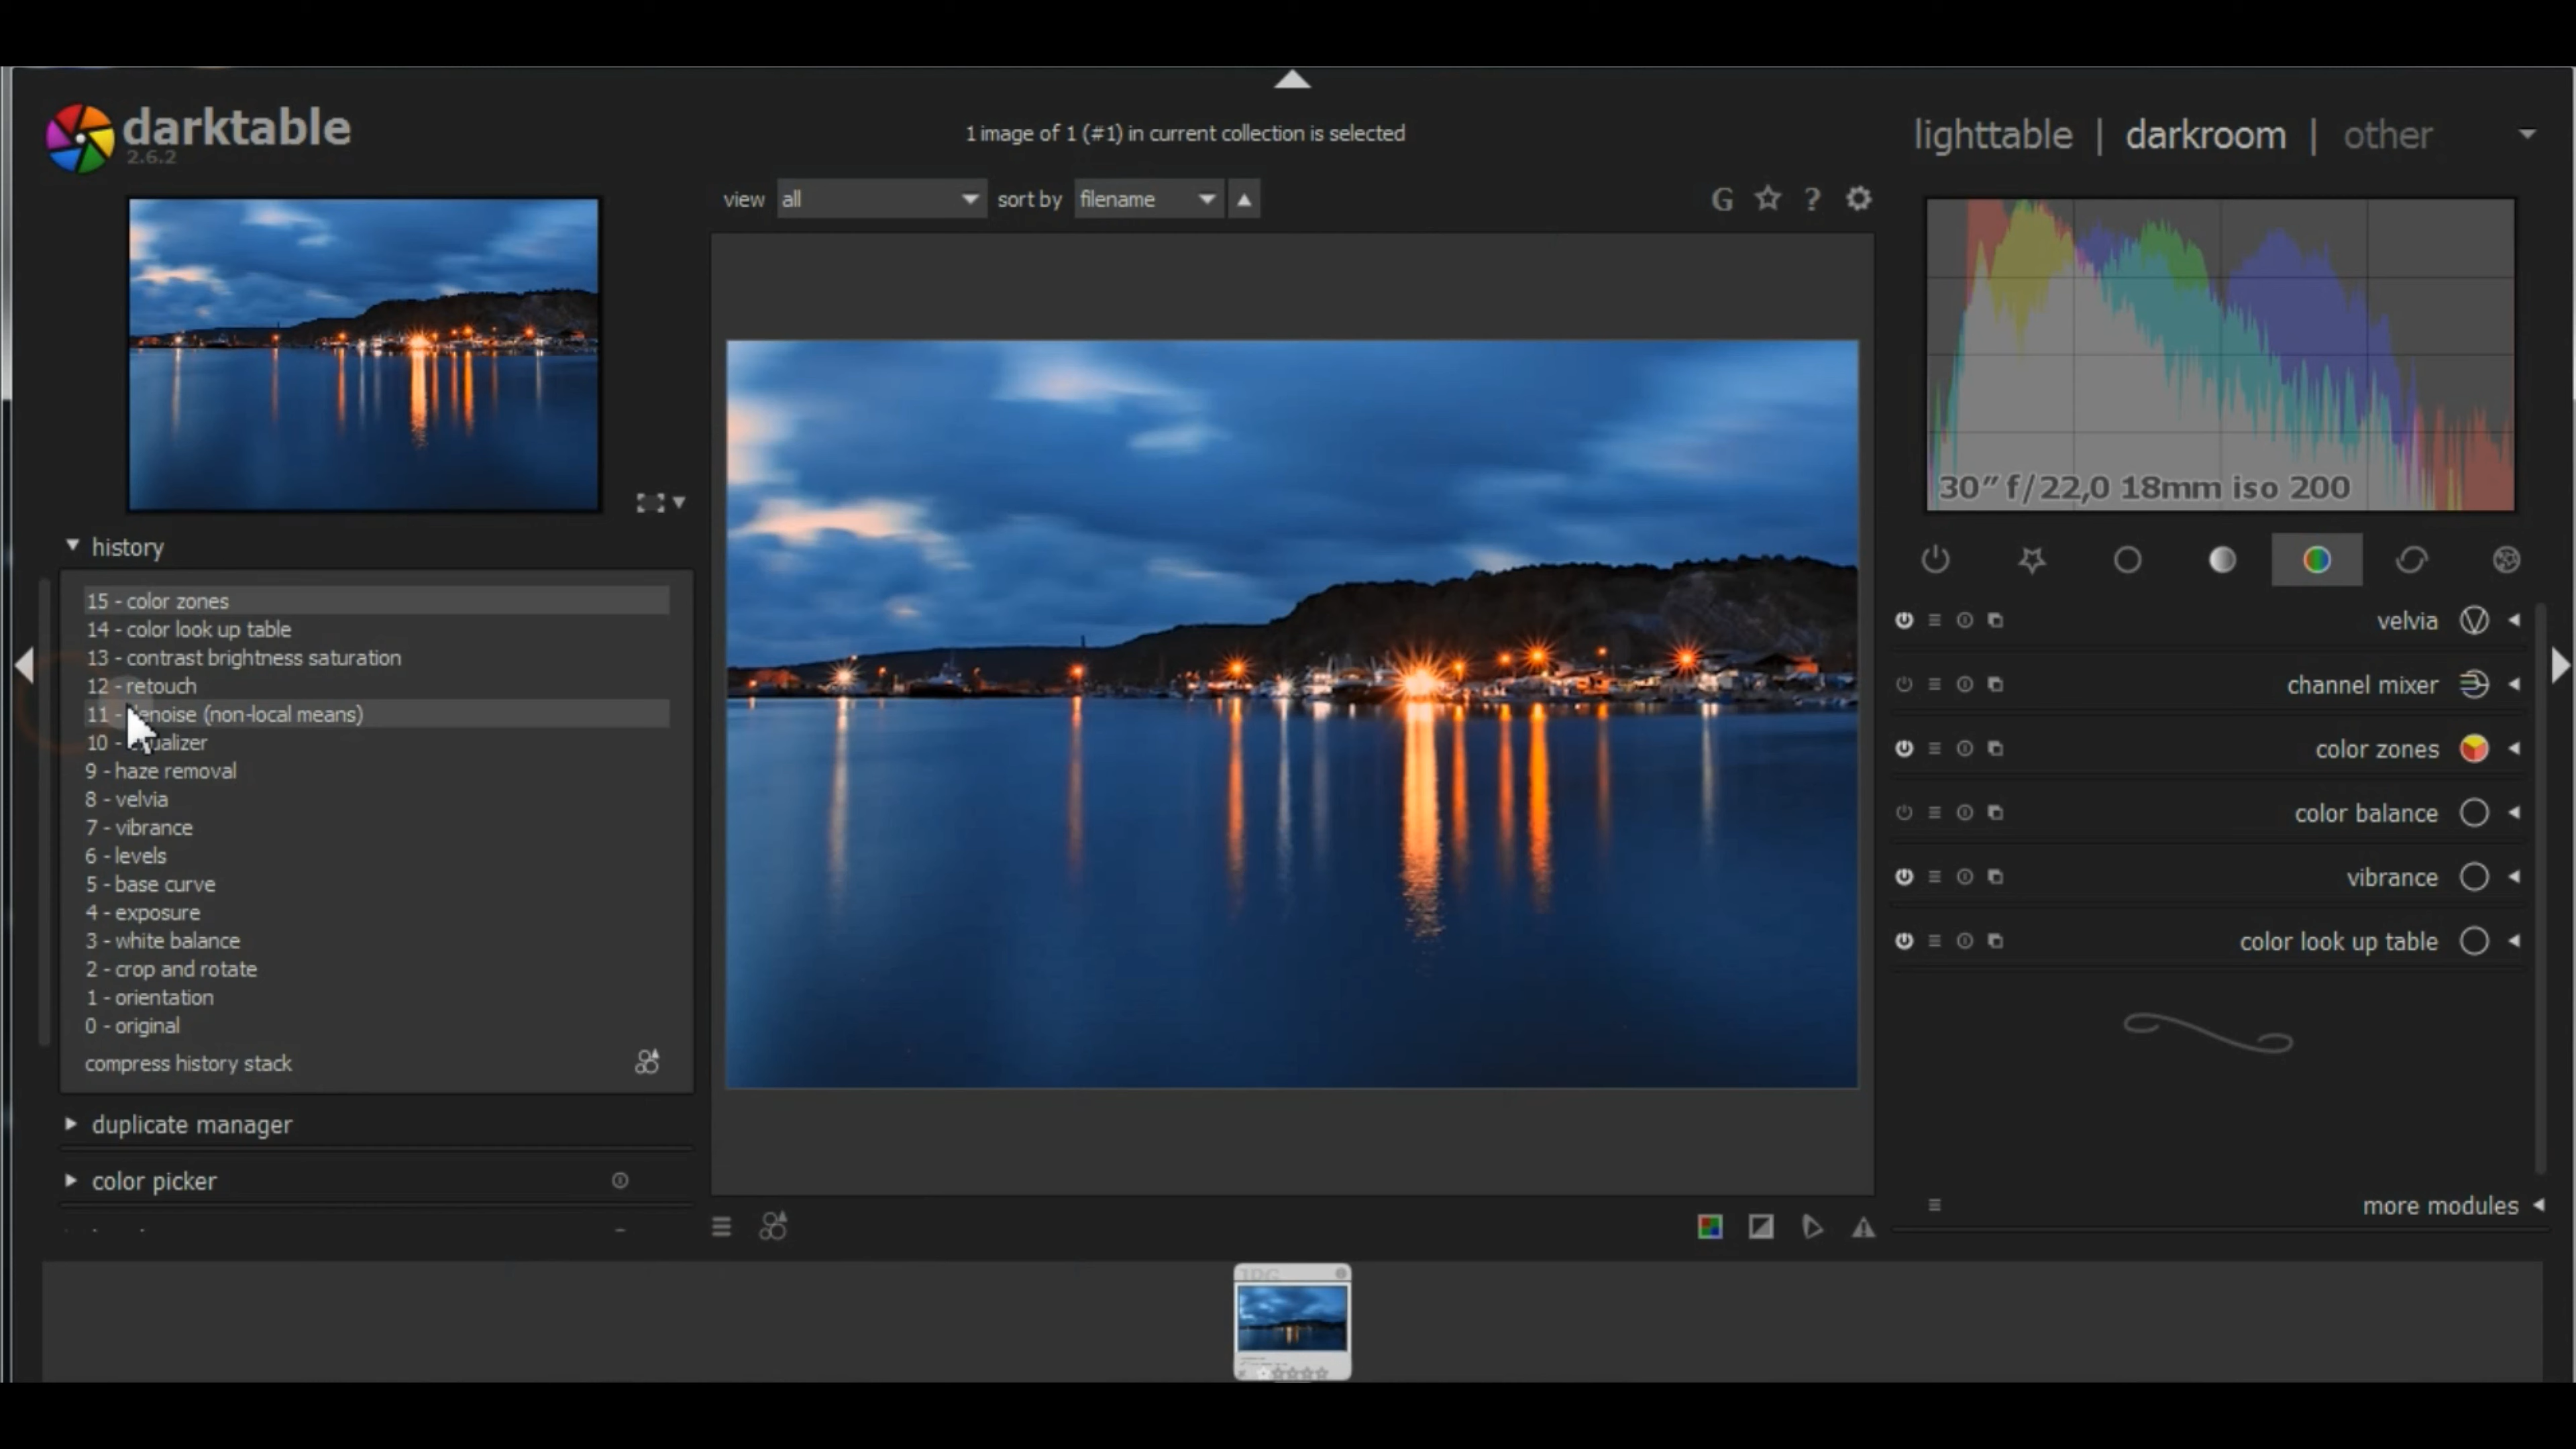 darktable
2.6.2
1 image of 1 (#1) in current collection is selected
lighttable | darkroom | other
view all sort by filename
G ?
30" f/22,0 18mm iso 200
history
15 - color zones
14 - color look up table
13 - contrast brightness saturation
12 - retouch
11 - (non-local means)
10 -
9 - haze removal
8 - velvia
7 - vibrance
6 - levels
5 - base curve
4 - exposure
3 - white balance
2 - crop and rotate
1 - orientation
0 - original
compress history stack
duplicate manager
color picker
velvia
channel mixer
color zones
color balance
vibrance
color look up table
more modules